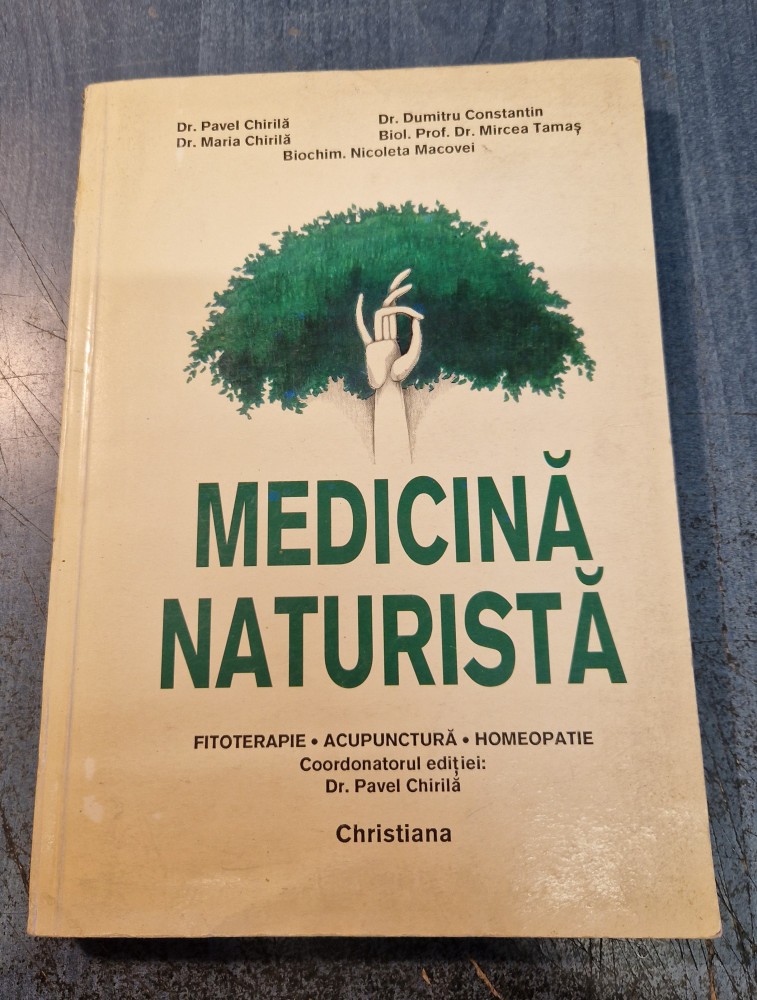 Dr. Pavel Chirilă
Dr. Maria Chirilă
Dr. Dumitru Constantin
Biol. Prof. Dr. Mircea Tamaș
Biochim. Nicoleta Macovei
MEDICINĂ
NATURISTĂ
FITOTERAPIE • ACUPUNCTURĂ • HOMEOPATIE
Coordonatorul ediției:
Dr. Pavel Chirilă
Christiana